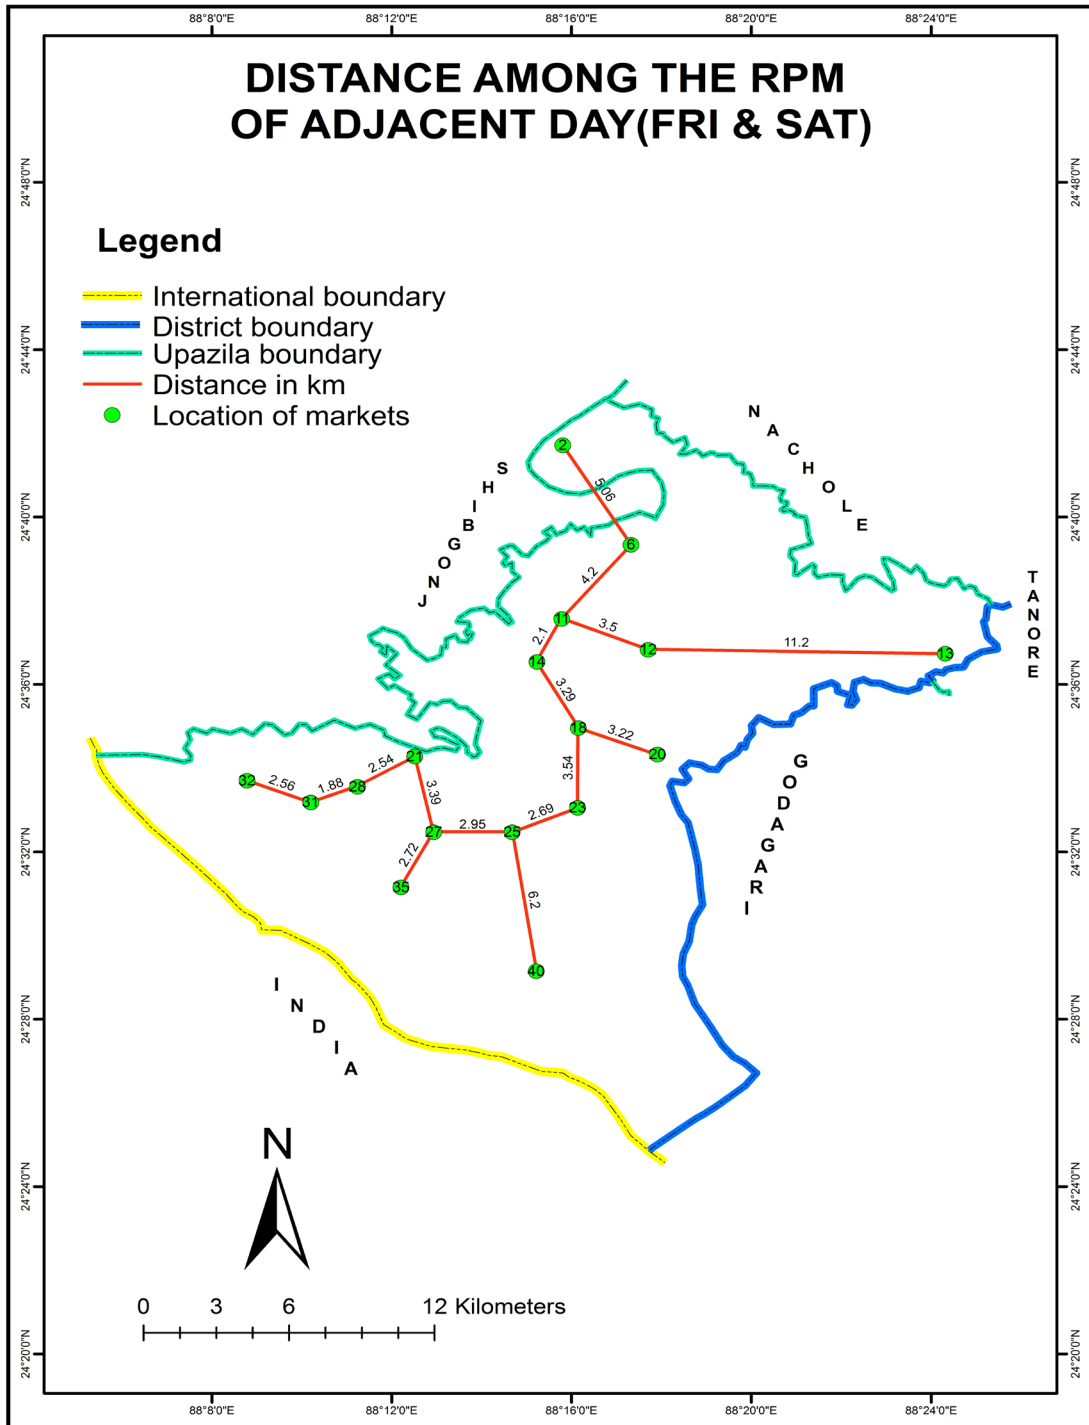 88°8'0"E 88°12'0"E 88°16'0"E 88°20'0"E 88°24'0"E
DISTANCE AMONG THE RPM
OF ADJACENT DAY(FRI & SAT)
24°48'0"N 24°48'0"N
Legend
International boundary
District boundary
Upazila boundary
Distance in km
Location of markets
24°44'0"N 24°44'0"N
NACHOLE
SHIBGONJ
2
5.06
24°40'0"N 24°40'0"N
6
4.2
TANORE
11
3.5
2.1
12
11.2
13
14
24°36'0"N 24°36'0"N
3.29
18
3.22
20
3.54
21
2.54
32
2.56
31
1.88
28
3.39
GODAGARI
23
2.69
27
2.95
25
24°32'0"N 24°32'0"N
2.72
35
6.2
40
INDIA
24°28'0"N 24°28'0"N
N
24°24'0"N 24°24'0"N
0 3 6 12 Kilometers
24°20'0"N 24°20'0"N
88°8'0"E 88°12'0"E 88°16'0"E 88°20'0"E 88°24'0"E